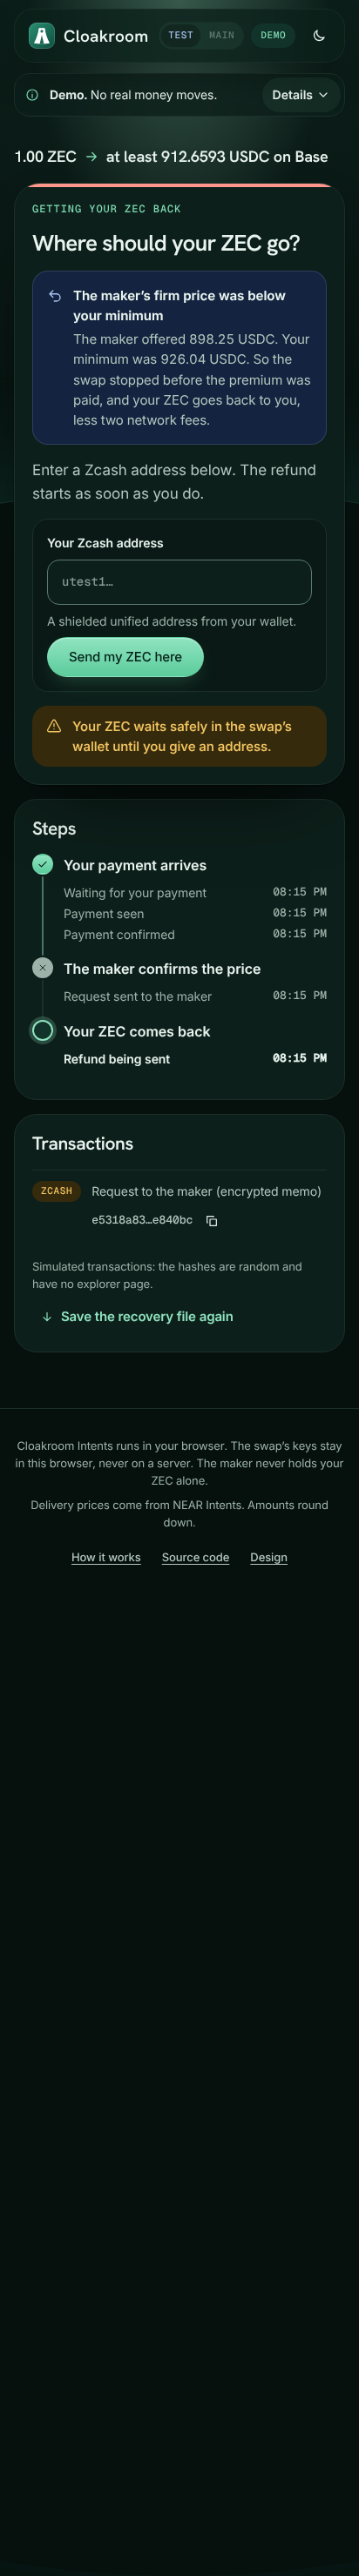 Cloakroom TEST MAIN DEMO
Demo. No real money moves. Details
1.00 ZEC → at least 912.6593 USDC on Base
GETTING YOUR ZEC BACK
Where should your ZEC go?
The maker’s firm price was below
your minimum
The maker offered 898.25 USDC. Your
minimum was 926.04 USDC. So the
swap stopped before the premium was
paid, and your ZEC goes back to you,
less two network fees.
Enter a Zcash address below. The refund
starts as soon as you do.
Your Zcash address
utest1…
A shielded unified address from your wallet.
Send my ZEC here
Your ZEC waits safely in the swap’s
wallet until you give an address.
Steps
Your payment arrives
Waiting for your payment 08:15 PM
Payment seen 08:15 PM
Payment confirmed 08:15 PM
The maker confirms the price
Request sent to the maker 08:15 PM
Your ZEC comes back
Refund being sent 08:15 PM
Transactions
ZCASH Request to the maker (encrypted memo)
e5318a83…e840bc
Simulated transactions: the hashes are random and
have no explorer page.
↓ Save the recovery file again
Cloakroom Intents runs in your browser. The swap’s keys stay
in this browser, never on a server. The maker never holds your
ZEC alone.
Delivery prices come from NEAR Intents. Amounts round
down.
How it works Source code Design